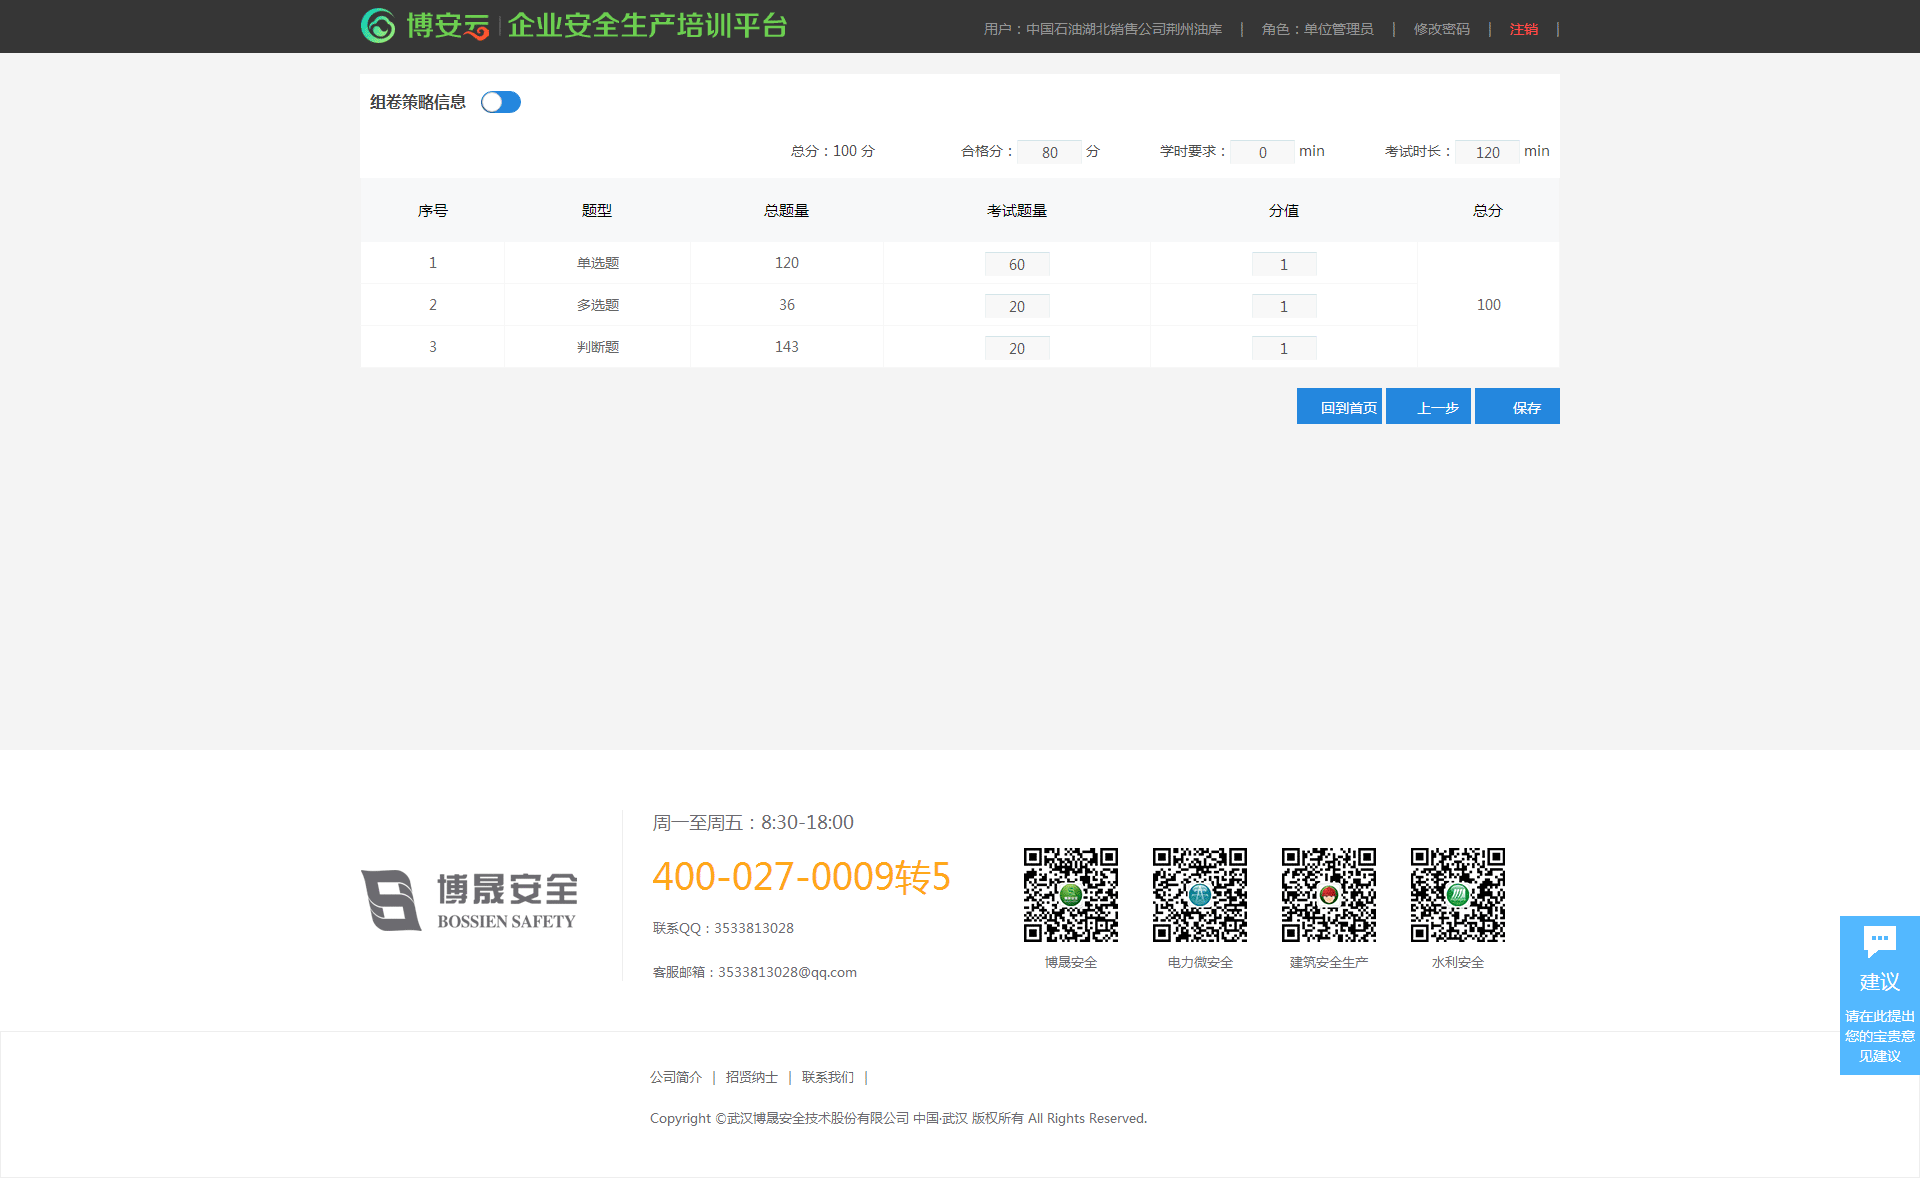 博安云 | 企业安全生产培训平台
用户：中国石油湖北销售公司荆州油库 | 角色：单位管理员 | 修改密码 | 注销 |
组卷策略信息
总分：100 分 合格分： 80 分 学时要求： 0 min 考试时长： 120 min
序号 题型 总题量 考试题量 分值 总分
1 单选题 120 60 1
2 多选题 36 20 1 100
3 判断题 143 20 1
回到首页 上一步 保存
博晟安全
BOSSIEN SAFETY
周一至周五：8:30-18:00
400-027-0009转5
联系QQ：3533813028
客服邮箱：3533813028@qq.com
博晟安全 电力微安全 建筑安全生产 水利安全
建议
请在此提出
您的宝贵意
见建议
公司简介 | 招贤纳士 | 联系我们 |
Copyright ©武汉博晟安全技术股份有限公司 中国·武汉 版权所有 All Rights Reserved.